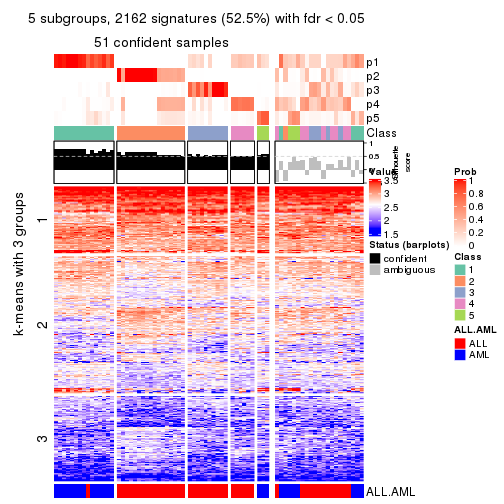 5 subgroups, 2162 signatures (52.5%) with fdr < 0.05
51 confident samples
p1
p2
p3
p4
p5
Class
1
0.5
0
Silhouette
score
k-means with 3 groups
1
2
3
Value
3.5
3
2.5
2
1.5
Status (barplots)
confident
ambiguous
Prob
1
0.8
0.6
0.4
0.2
0
Class
1
2
3
4
5
ALL.AML
ALL
AML
ALL.AML